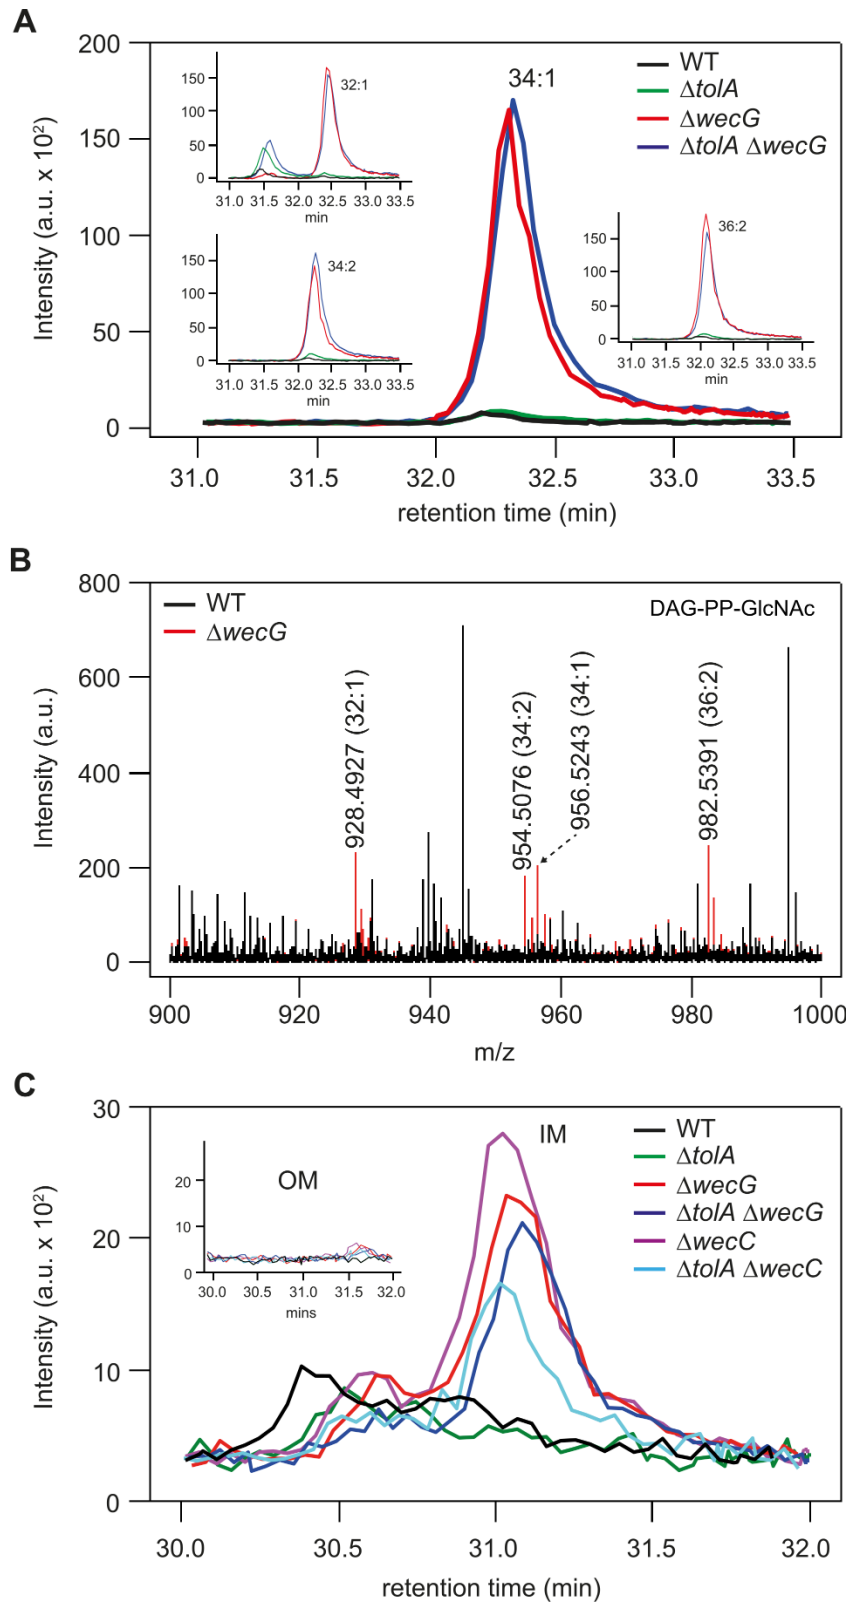 A
200
150
100
50
0
Intensity (a.u. x 10²)
31.0 31.5 32.0 32.5 33.0 33.5
retention time (min)
34:1
WT
ΔtolA
ΔwecG
ΔtolA ΔwecG
150
100
50
0
32:1
31.0 31.5 32.0 32.5 33.0 33.5
min
150
100
50
0
34:2
31.0 31.5 32.0 32.5 33.0 33.5
min
150
100
50
0
36:2
31.0 31.5 32.0 32.5 33.0 33.5
min
B
800
600
400
200
0
Intensity (a.u.)
WT
ΔwecG
DAG-PP-GlcNAc
928.4927 (32:1)
954.5076 (34:2)
956.5243 (34:1)
982.5391 (36:2)
900 920 940 960 980 1000
m/z
C
30
20
10
0
Intensity (a.u. x 10²)
IM
WT
ΔtolA
ΔwecG
ΔtolA ΔwecG
ΔwecC
ΔtolA ΔwecC
OM
20
10
0
30.0 30.5 31.0 31.5 32.0
mins
30.0 30.5 31.0 31.5 32.0
retention time (min)